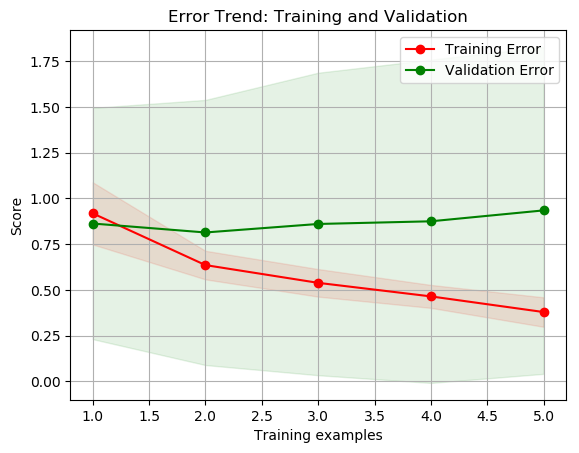 Error Trend: Training and Validation
Training Error
Validation Error
1.75
1.50
1.25
1.00
0.75
0.50
0.25
0.00
Score
1.0 1.5 2.0 2.5 3.0 3.5 4.0 4.5 5.0
Training examples